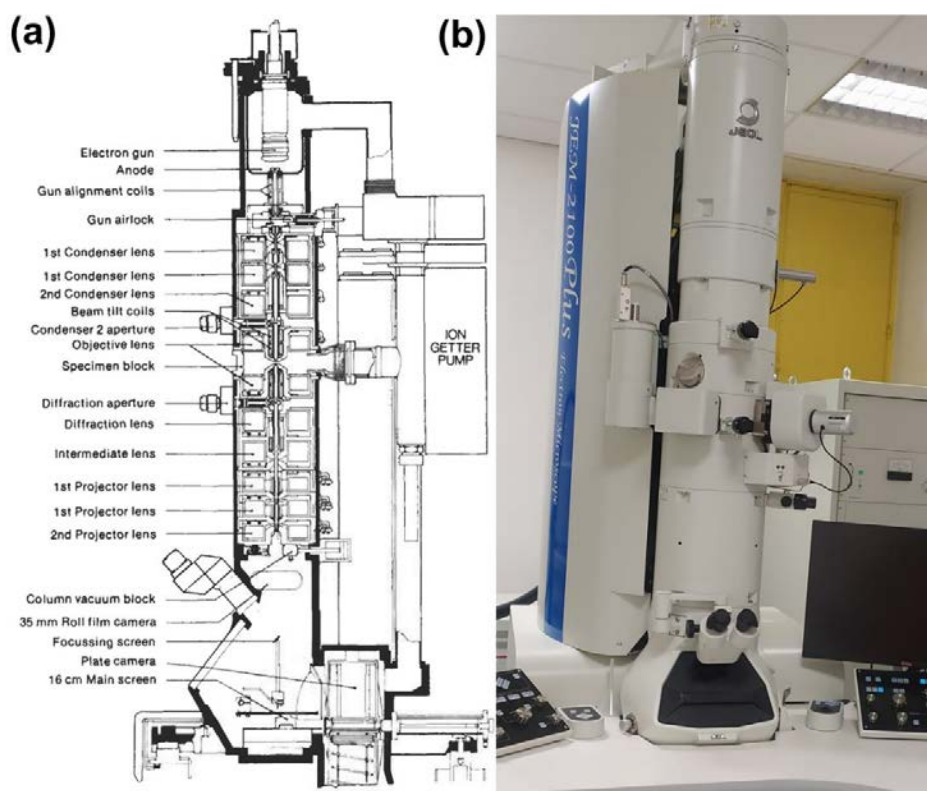 (a)
Electron gun
Anode
Gun alignment coils
Gun airlock
1st Condenser lens
1st Condenser lens
2nd Condenser lens
Beam tilt coils
Condenser 2 aperture
Objective lens
Specimen block
Diffraction aperture
Diffraction lens
Intermediate lens
1st Projector lens
1st Projector lens
2nd Projector lens
Column vacuum block
35 mm Roll film camera
Focussing screen
Plate camera
16 cm Main screen
ION
GETTER
PUMP
(b)
JEOL
JEM-2100Plus Electron Microscope